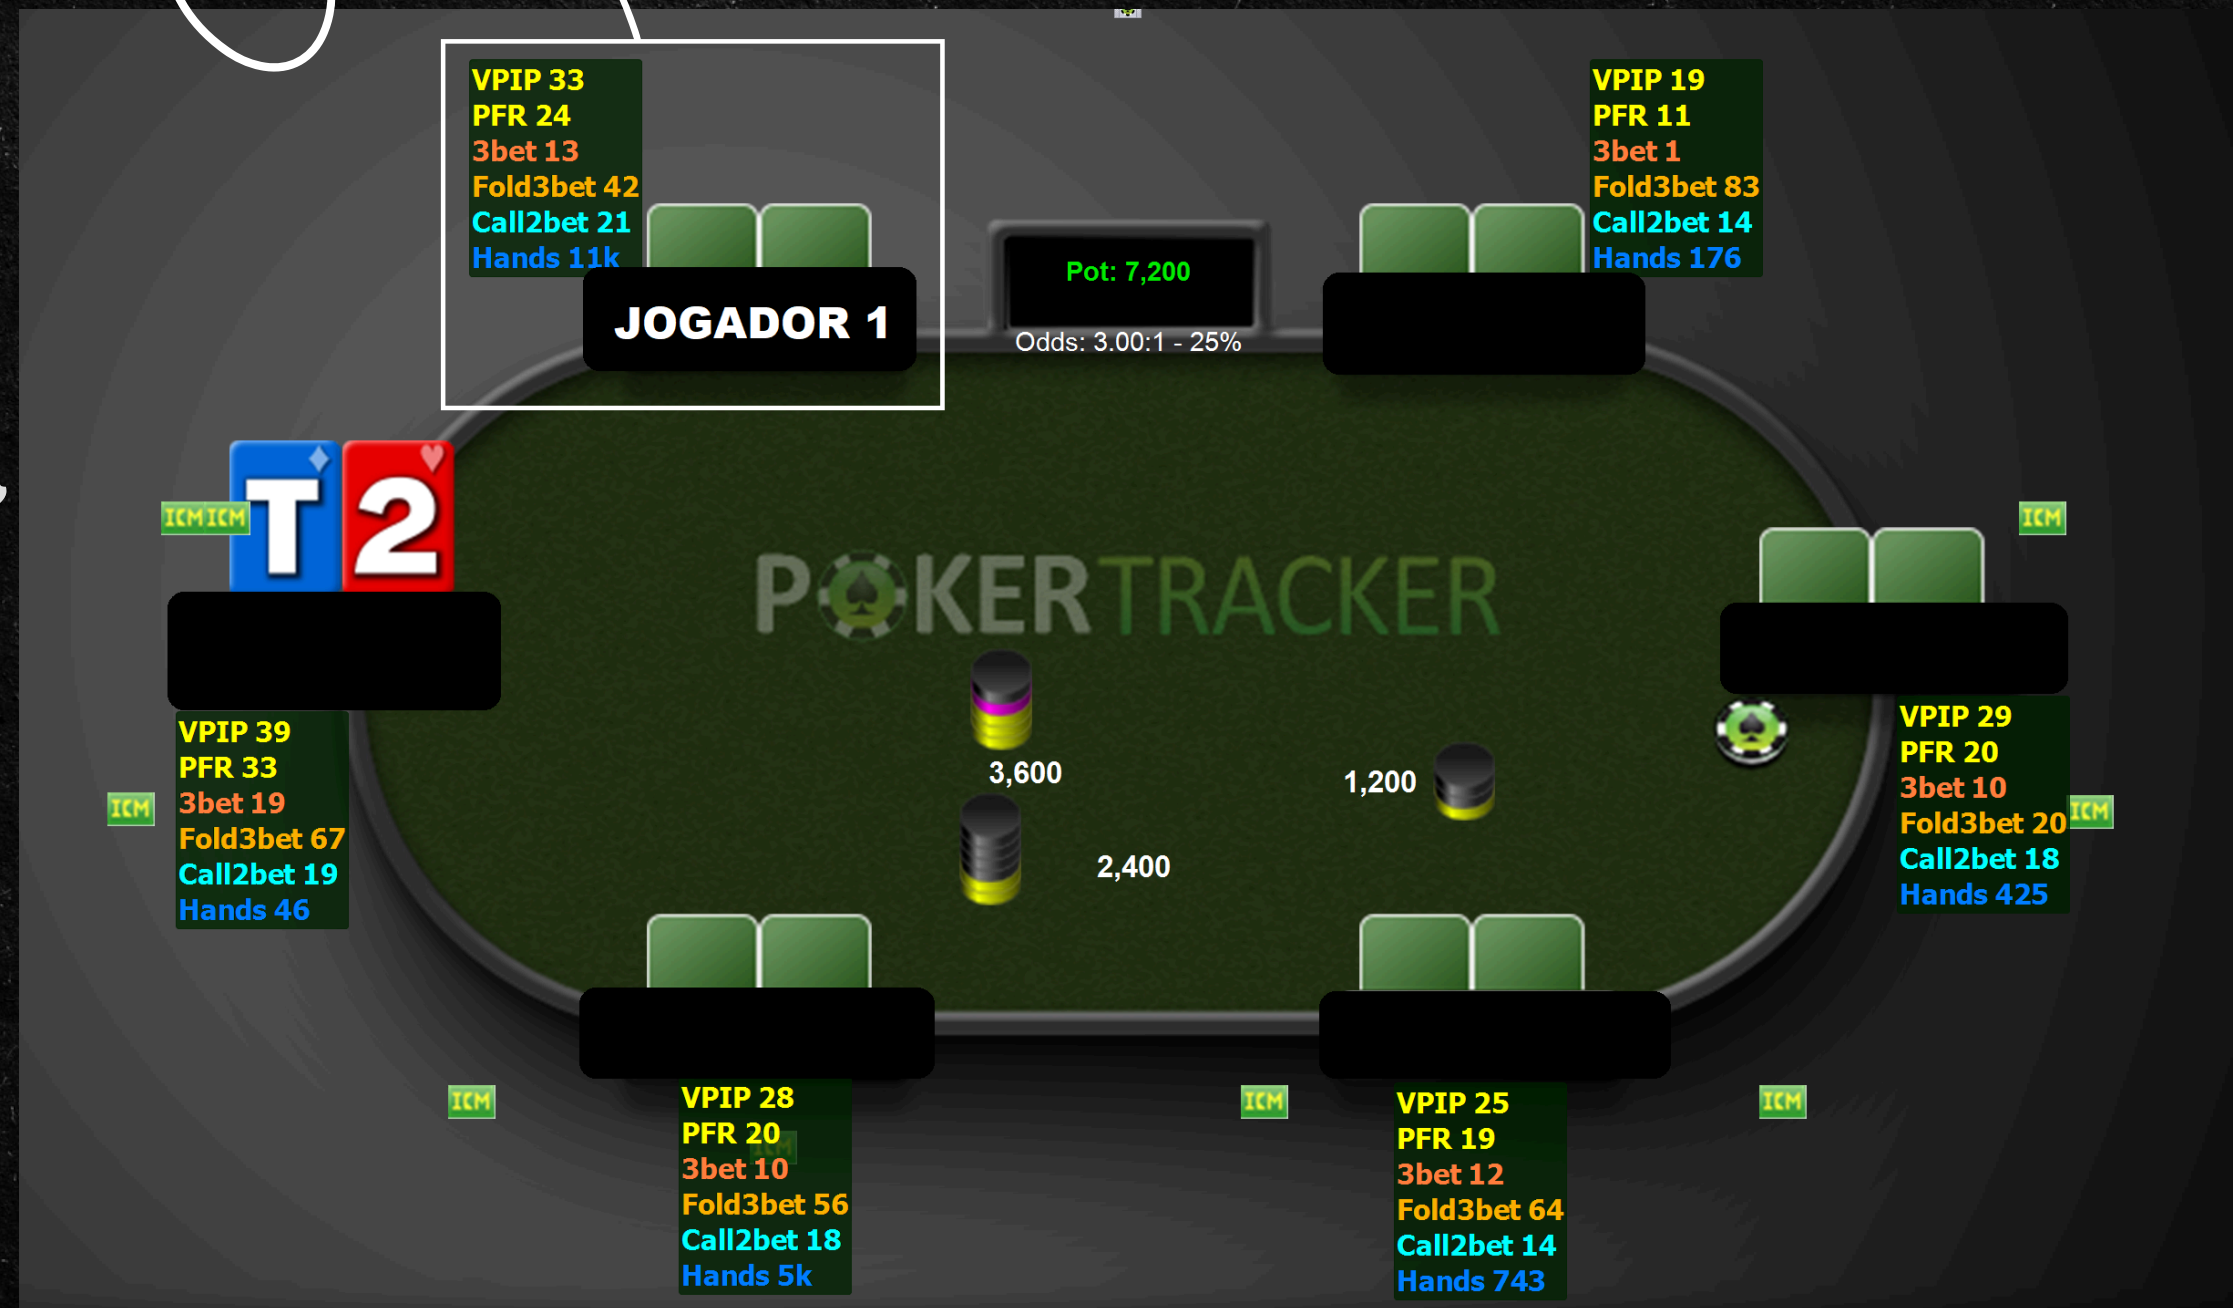 VPIP 33
PFR 24
3bet 13
Fold3bet 42
Call2bet 21
Hands 11k
JOGADOR 1
Pot: 7,200
Odds: 3.00:1 - 25%
VPIP 19
PFR 11
3bet 1
Fold3bet 83
Call2bet 14
Hands 176
T 2
ICM ICM
ICM
POKERTRACKER
3,600
1,200
2,400
VPIP 39
PFR 33
3bet 19
Fold3bet 67
Call2bet 19
Hands 46
ICM
VPIP 29
PFR 20
3bet 10
Fold3bet 20
Call2bet 18
Hands 425
ICM
ICM
VPIP 28
PFR 20
3bet 10
Fold3bet 56
Call2bet 18
Hands 5k
ICM
ICM
VPIP 25
PFR 19
3bet 12
Fold3bet 64
Call2bet 14
Hands 743
ICM